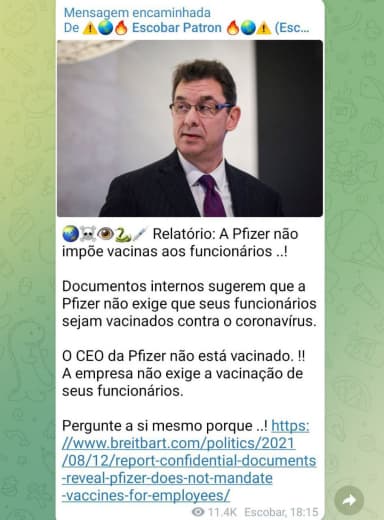 Mensagem encaminhada
De ⚠️🌏🔥 Escobar Patron 🔥🌏⚠️ (Esc...
🌏☠️👁️🐍💉 Relatório: A Pfizer não
impõe vacinas aos funcionários ..!
Documentos internos sugerem que a
Pfizer não exige que seus funcionários
sejam vacinados contra o coronavírus.
O CEO da Pfizer não está vacinado. !!
A empresa não exige a vacinação de
seus funcionários.
Pergunte a si mesmo porque ..! https:
//www.breitbart.com/politics/2021
/08/12/report-confidential-documents
-reveal-pfizer-does-not-mandate
-vaccines-for-employees/
11.4K Escobar, 18:15